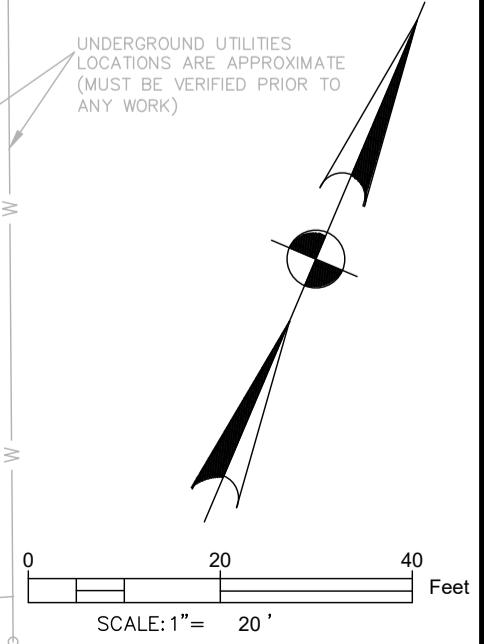 UNDERGROUND UTILITIES
LOCATIONS ARE APPROXIMATE
(MUST BE VERIFIED PRIOR TO
ANY WORK)
W
W
0 20 40
Feet
SCALE: 1"= 20 '